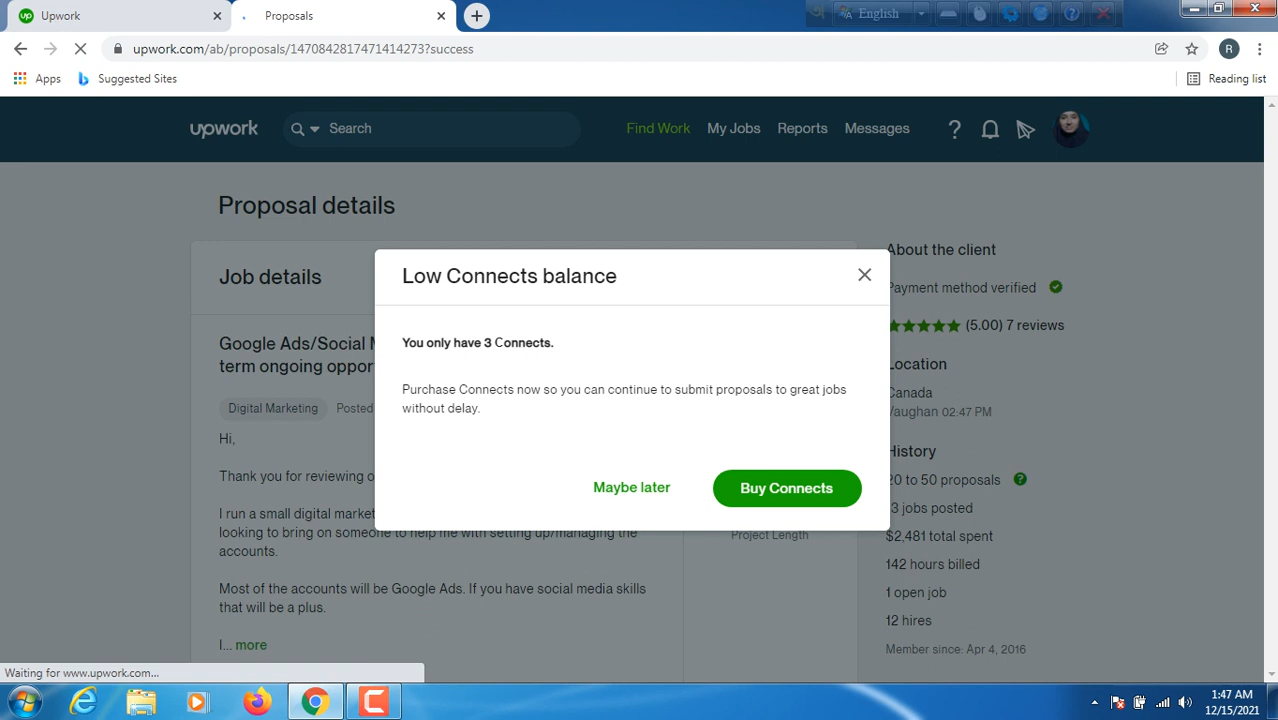 Upwork
Proposals
English
upwork.com/ab/proposals/1470842817471414273?success
R
Apps
Suggested Sites
Reading list
upwork
Search
Find Work
My Jobs
Reports
Messages
Proposal details
Job details
Google Ads/Social
term ongoing
Digital Marketing
Posted
Hi,
Thank you for reviewing
I run a small digital
looking to bring on someone to help me with setting up/managing the
accounts.
Most of the accounts will be Google Ads. If you have social media skills
that will be a plus.
I... more
Project Length
Low Connects balance
You only have 3 Connects.
Purchase Connects now so you can continue to submit proposals to great jobs
without delay.
Maybe later
Buy Connects
About the client
Payment method verified
(5.00) 7 reviews
Location
Canada
Vaughan 02:47 PM
History
20 to 50 proposals
3 jobs posted
$2,481 total spent
142 hours billed
1 open job
12 hires
Member since: Apr 4, 2016
Waiting for www.upwork.com...
1:47 AM
12/15/2021